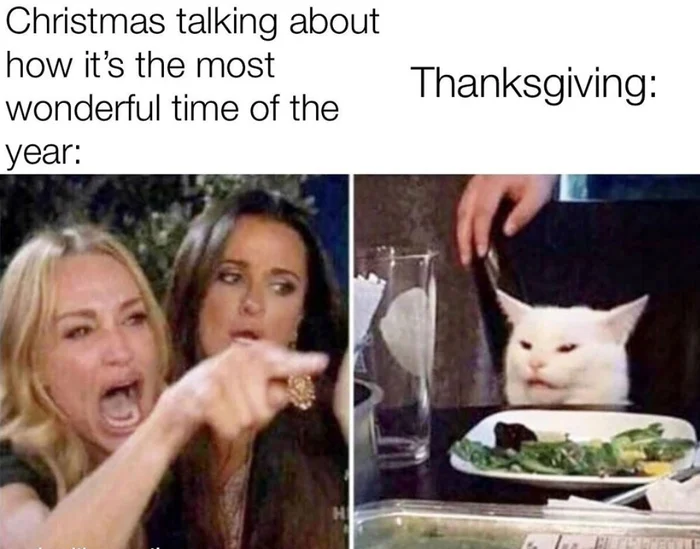 Christmas talking about
how it's the most
wonderful time of the
year:
Thanksgiving: